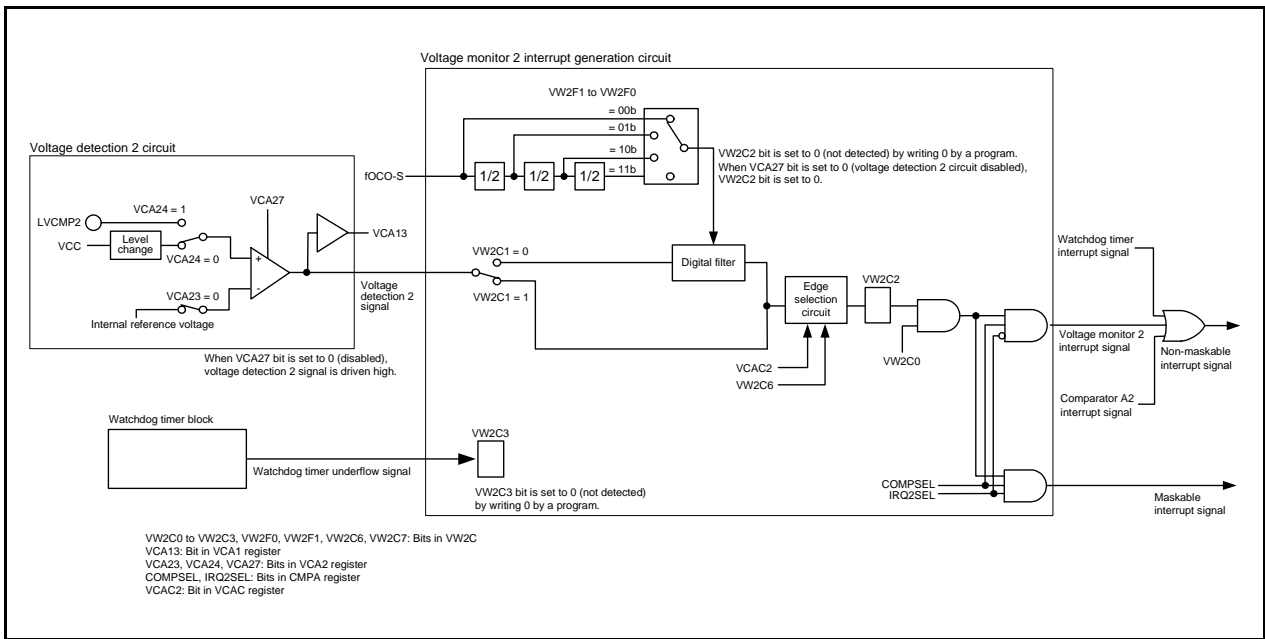 Voltage monitor 2 interrupt generation circuit
VW2F1 to VW2F0
= 00b
= 01b
= 10b
= 11b
fOCO-S
1/2
1/2
1/2
VW2C2 bit is set to 0 (not detected) by writing 0 by a program.
When VCA27 bit is set to 0 (voltage detection 2 circuit disabled),
VW2C2 bit is set to 0.
Voltage detection 2 circuit
VCA27
VCA24 = 1
LVCMP2
VCC
Level
change
VCA24 = 0
+
-
VCA13
VCA23 = 0
Internal reference voltage
Voltage
detection 2
signal
When VCA27 bit is set to 0 (disabled),
voltage detection 2 signal is driven high.
VW2C1 = 0
VW2C1 = 1
Digital filter
Edge
selection
circuit
VW2C2
VCAC2
VW2C6
VW2C0
Watchdog timer
interrupt signal
Voltage monitor 2
interrupt signal
Non-maskable
interrupt signal
Comparator A2
interrupt signal
Watchdog timer block
Watchdog timer underflow signal
VW2C3
VW2C3 bit is set to 0 (not detected)
by writing 0 by a program.
COMPSEL
IRQ2SEL
Maskable
interrupt signal
VW2C0 to VW2C3, VW2F0, VW2F1, VW2C6, VW2C7: Bits in VW2C
VCA13: Bit in VCA1 register
VCA23, VCA24, VCA27: Bits in VCA2 register
COMPSEL, IRQ2SEL: Bits in CMPA register
VCAC2: Bit in VCAC register